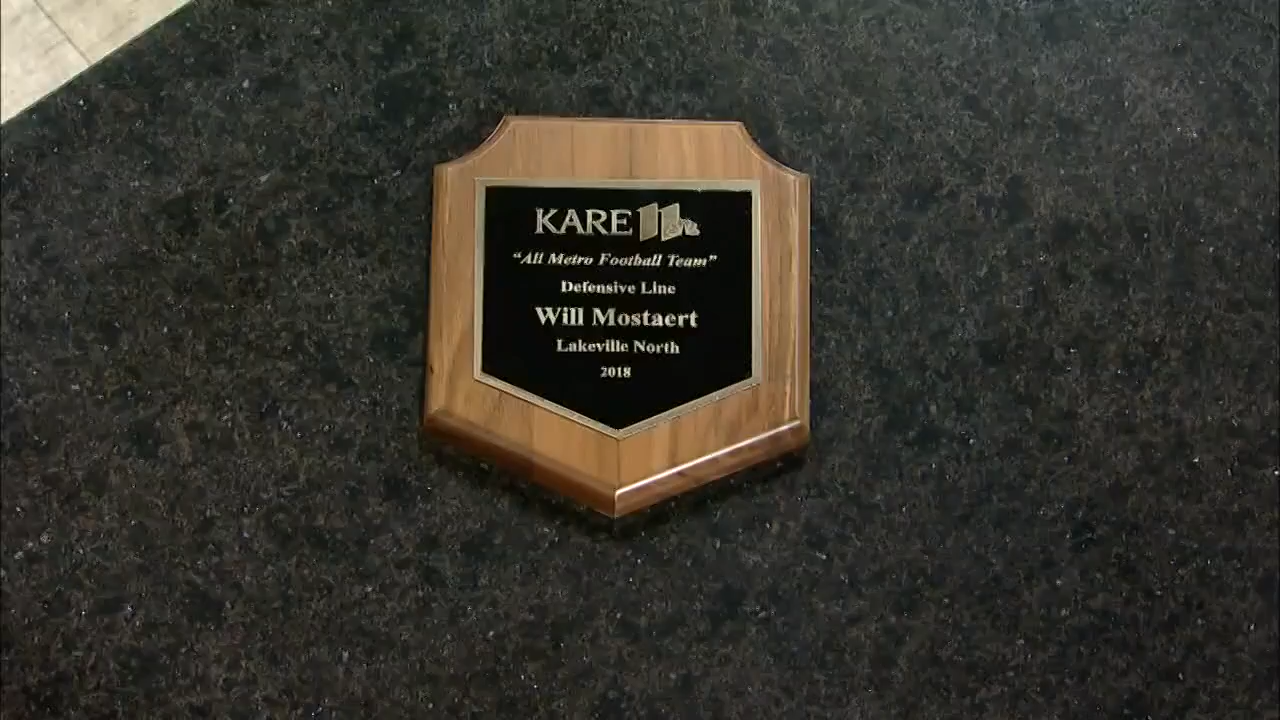 KARE 11
“All Metro Football Team”
Defensive Line
Will Mostaert
Lakeville North
2018